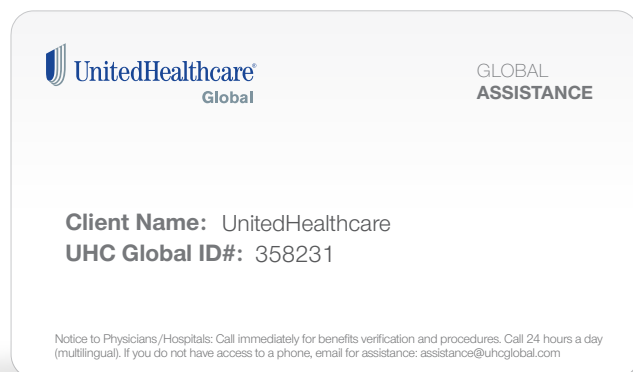 UnitedHealthcare®
Global
GLOBAL
ASSISTANCE
Client Name: UnitedHealthcare
UHC Global ID#: 358231
Notice to Physicians/Hospitals: Call immediately for benefits verification and procedures. Call 24 hours a day
(multilingual). If you do not have access to a phone, email for assistance: assistance@uhcglobal.com